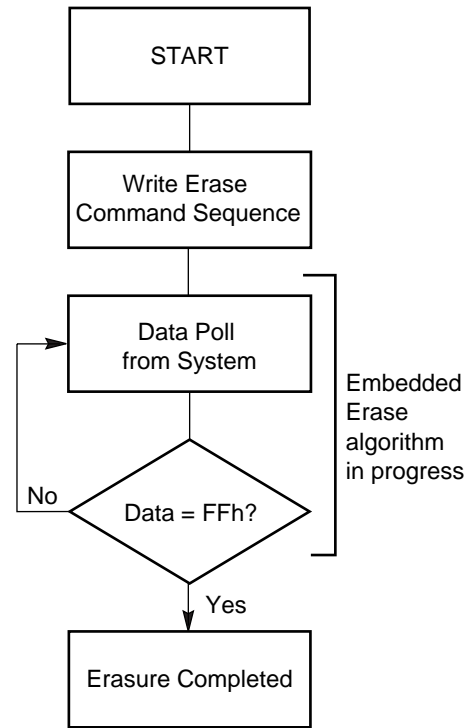 START
Write Erase
Command Sequence
Data Poll
from System
Embedded
Erase
algorithm
in progress
No
Data = FFh?
Yes
Erasure Completed